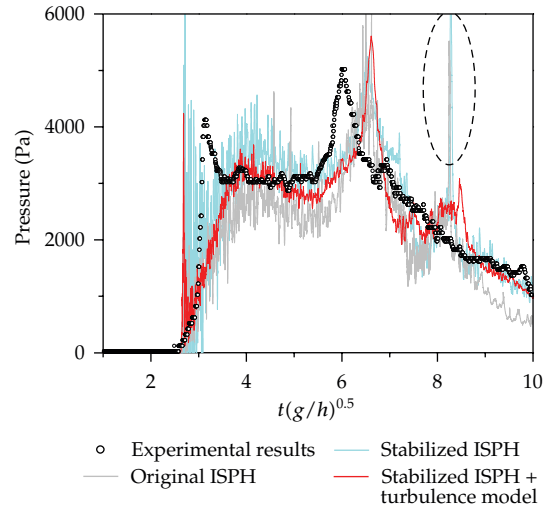 6000
4000
2000
0
Pressure (Pa)
2
4
6
8
10
t(g/h)^0.5
Experimental results
Original ISPH
Stabilized ISPH
Stabilized ISPH +
turbulence model